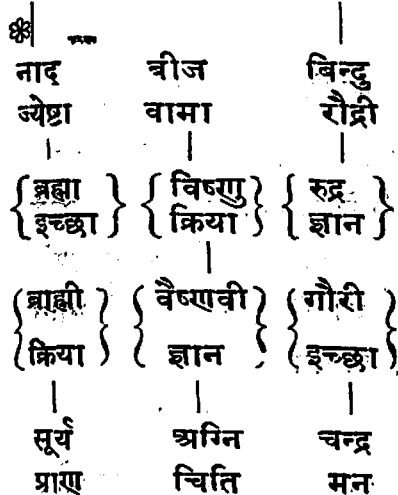 नाद बीज बिन्दु
ज्येष्ठा वामा रौद्री
{ब्रह्मा} {विष्णु} {रुद्र}
{इच्छा} {क्रिया} {ज्ञान}
{ब्राह्मी} {वैष्णवी} {गौरी}
{क्रिया} {ज्ञान} {इच्छा}
सूर्य अग्नि चन्द्र
प्राण चिति मन